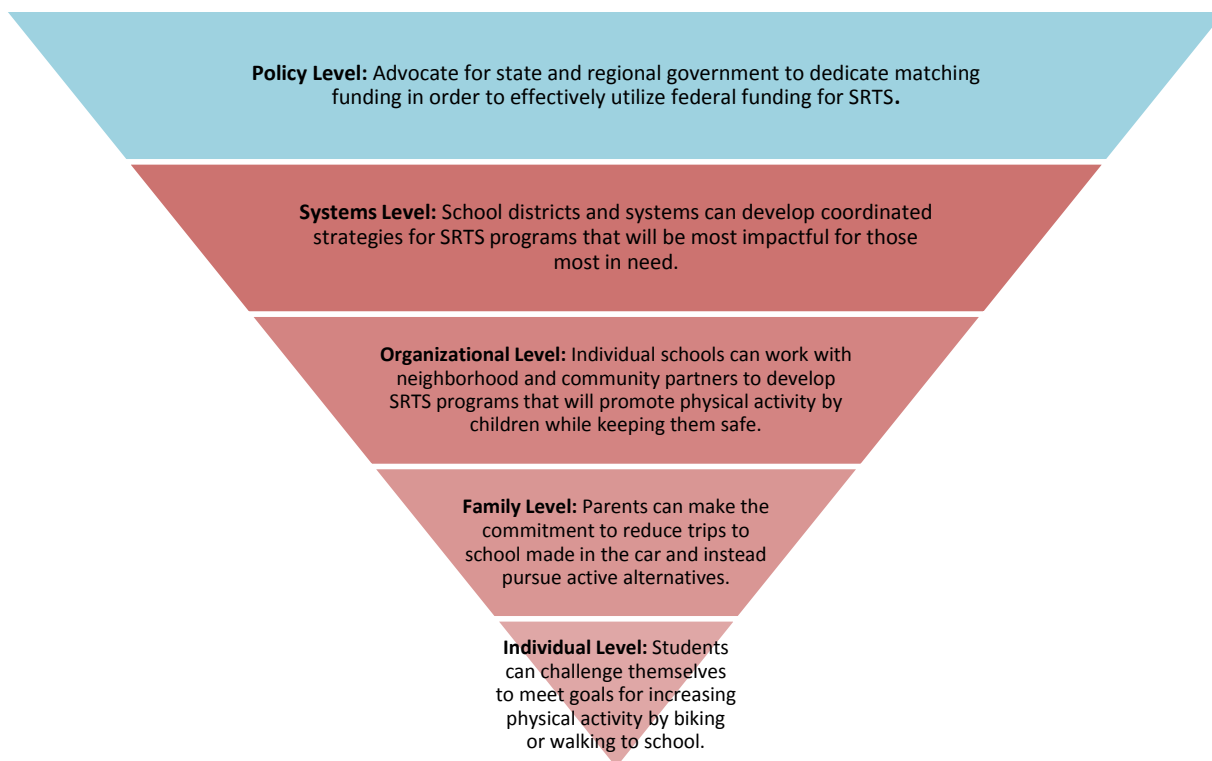 Policy Level: Advocate for state and regional government to dedicate matching
funding in order to effectively utilize federal funding for SRTS.
Systems Level: School districts and systems can develop coordinated
strategies for SRTS programs that will be most impactful for those
most in need.
Organizational Level: Individual schools can work with
neighborhood and community partners to develop
SRTS programs that will promote physical activity by
children while keeping them safe.
Family Level: Parents can make the
commitment to reduce trips to
school made in the car and instead
pursue active alternatives.
Individual Level: Students
can challenge themselves
to meet goals for increasing
physical activity by biking
or walking to school.